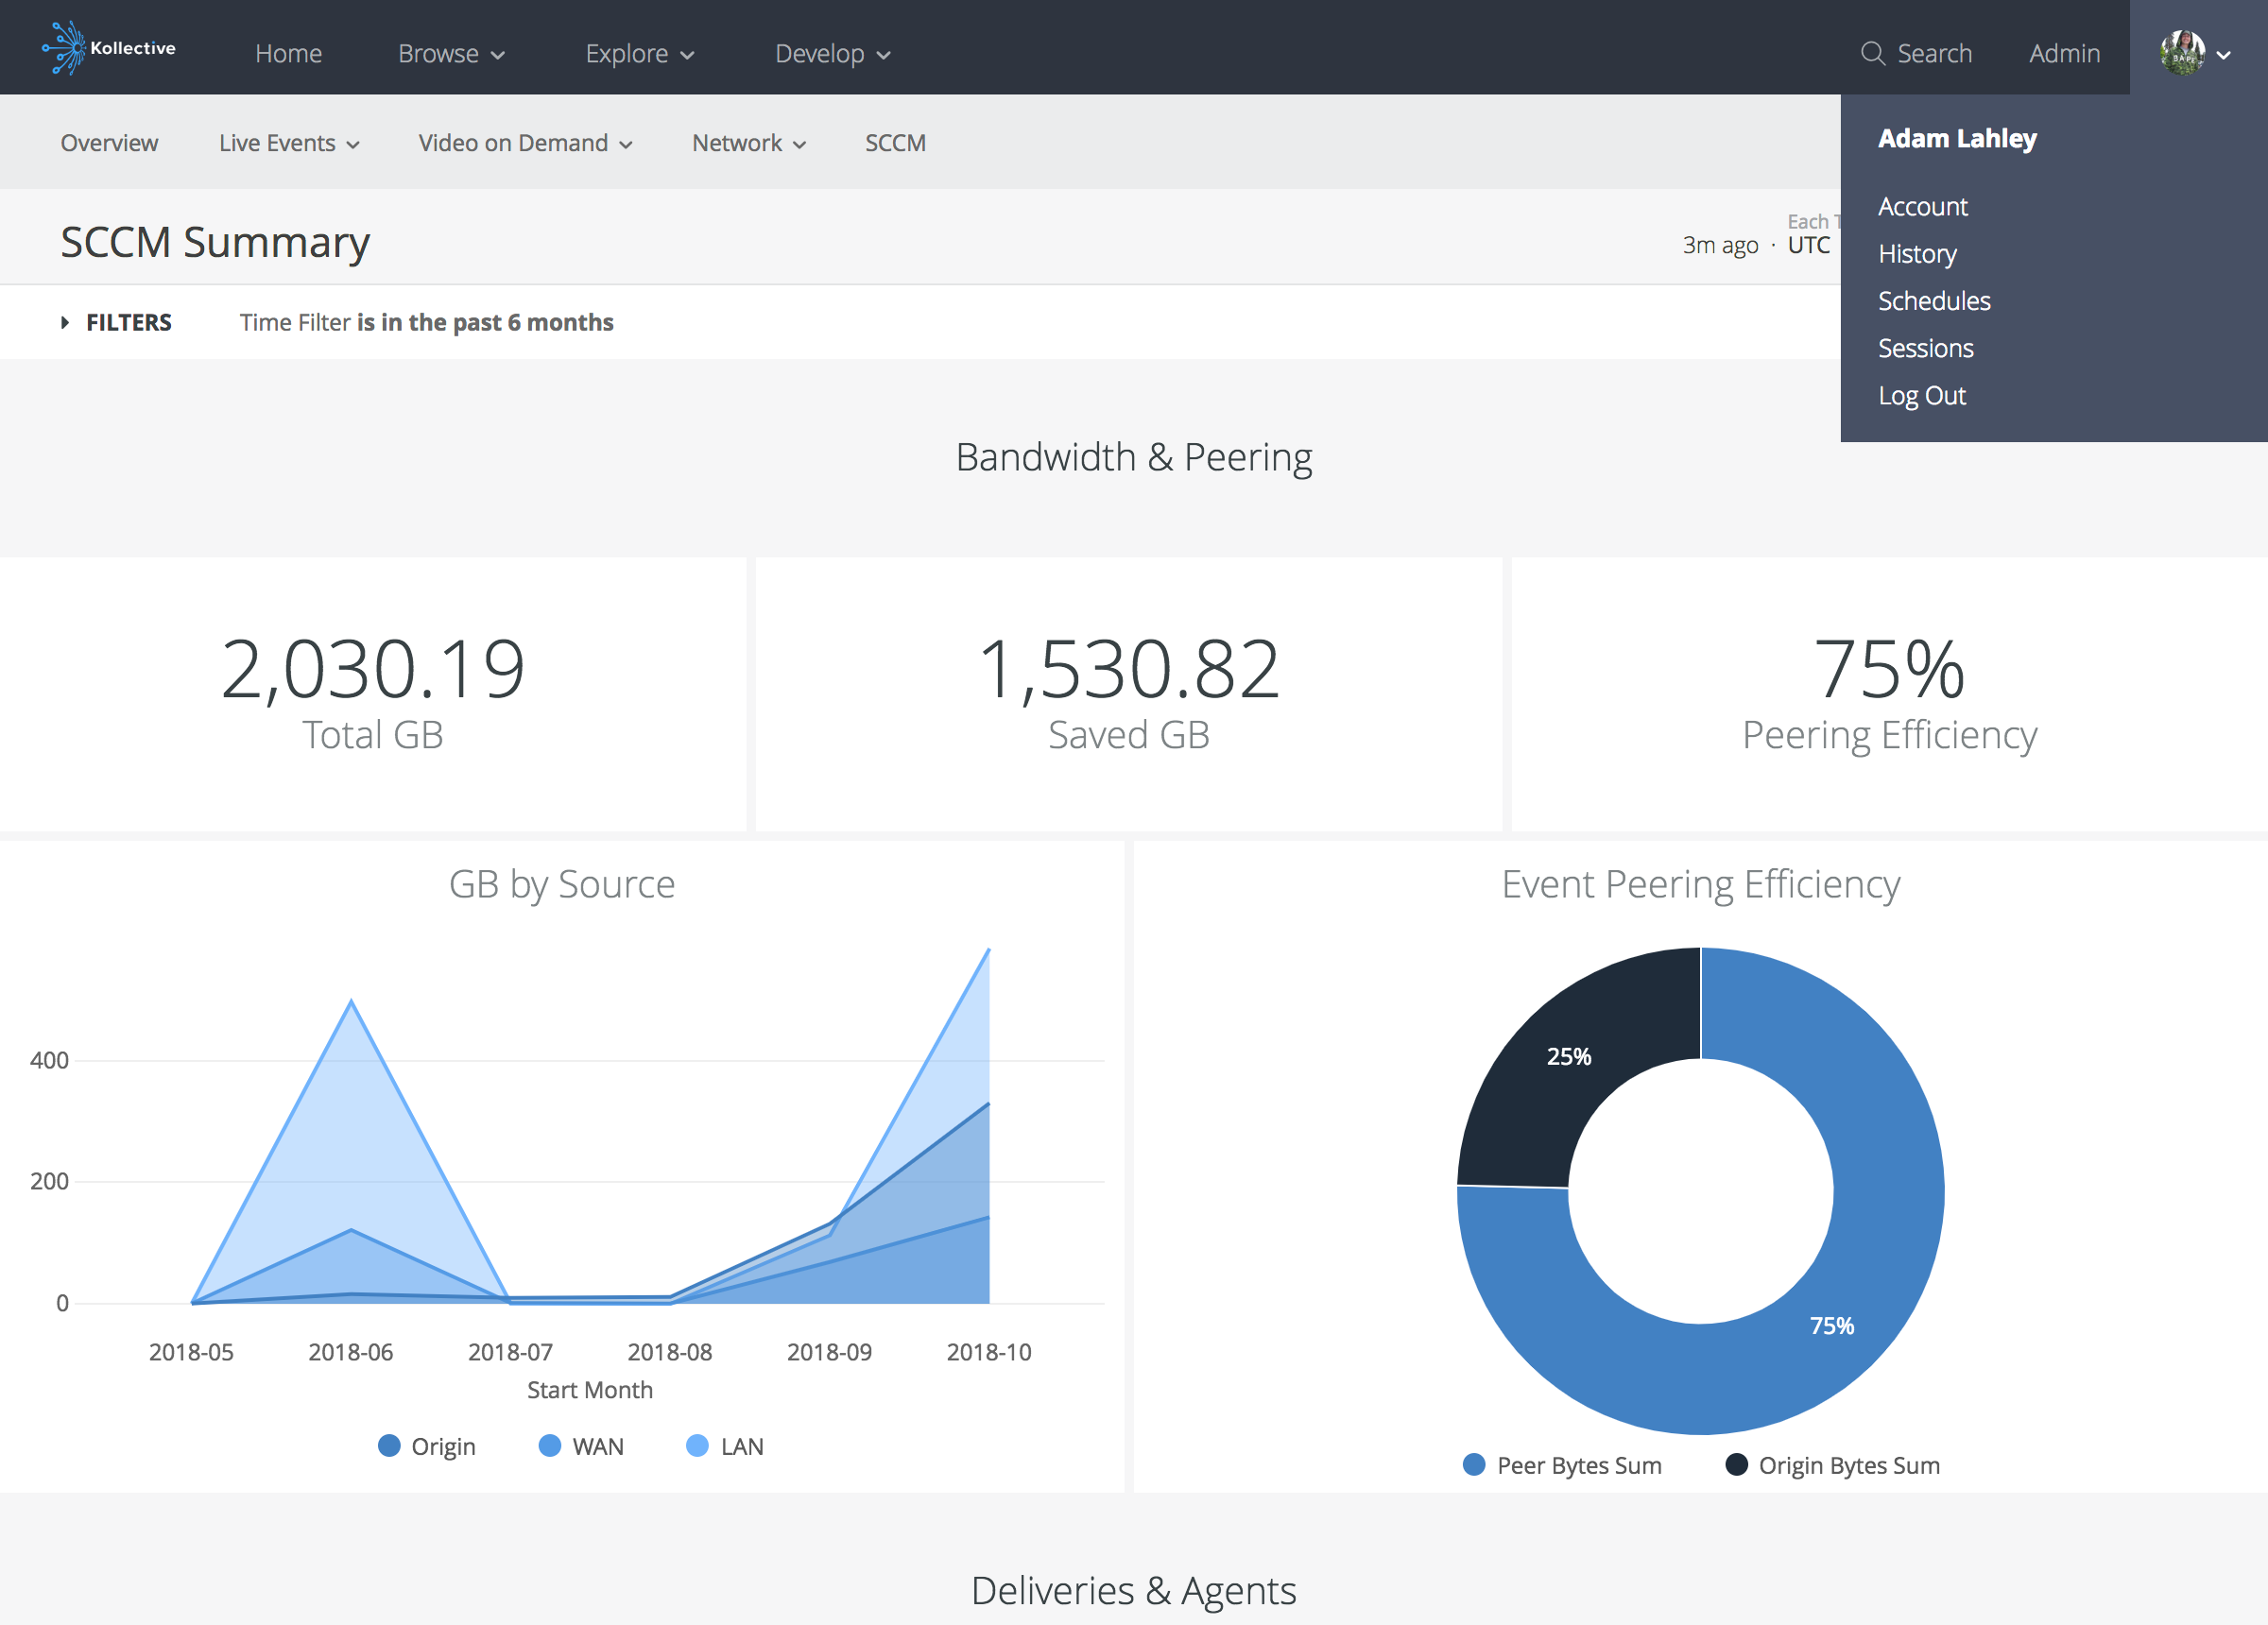 Kollective
Home Browse Explore Develop Search Admin
Overview Live Events Video on Demand Network SCCM
Adam Lahley
Account
History
Schedules
Sessions
Log Out
SCCM Summary
Each T
3m ago · UTC
FILTERS Time Filter is in the past 6 months
Bandwidth & Peering
2,030.19
Total GB
1,530.82
Saved GB
75%
Peering Efficiency
GB by Source
400
200
0
2018-05 2018-06 2018-07 2018-08 2018-09 2018-10
Start Month
Origin WAN LAN
Event Peering Efficiency
25%
75%
Peer Bytes Sum Origin Bytes Sum
Deliveries & Agents